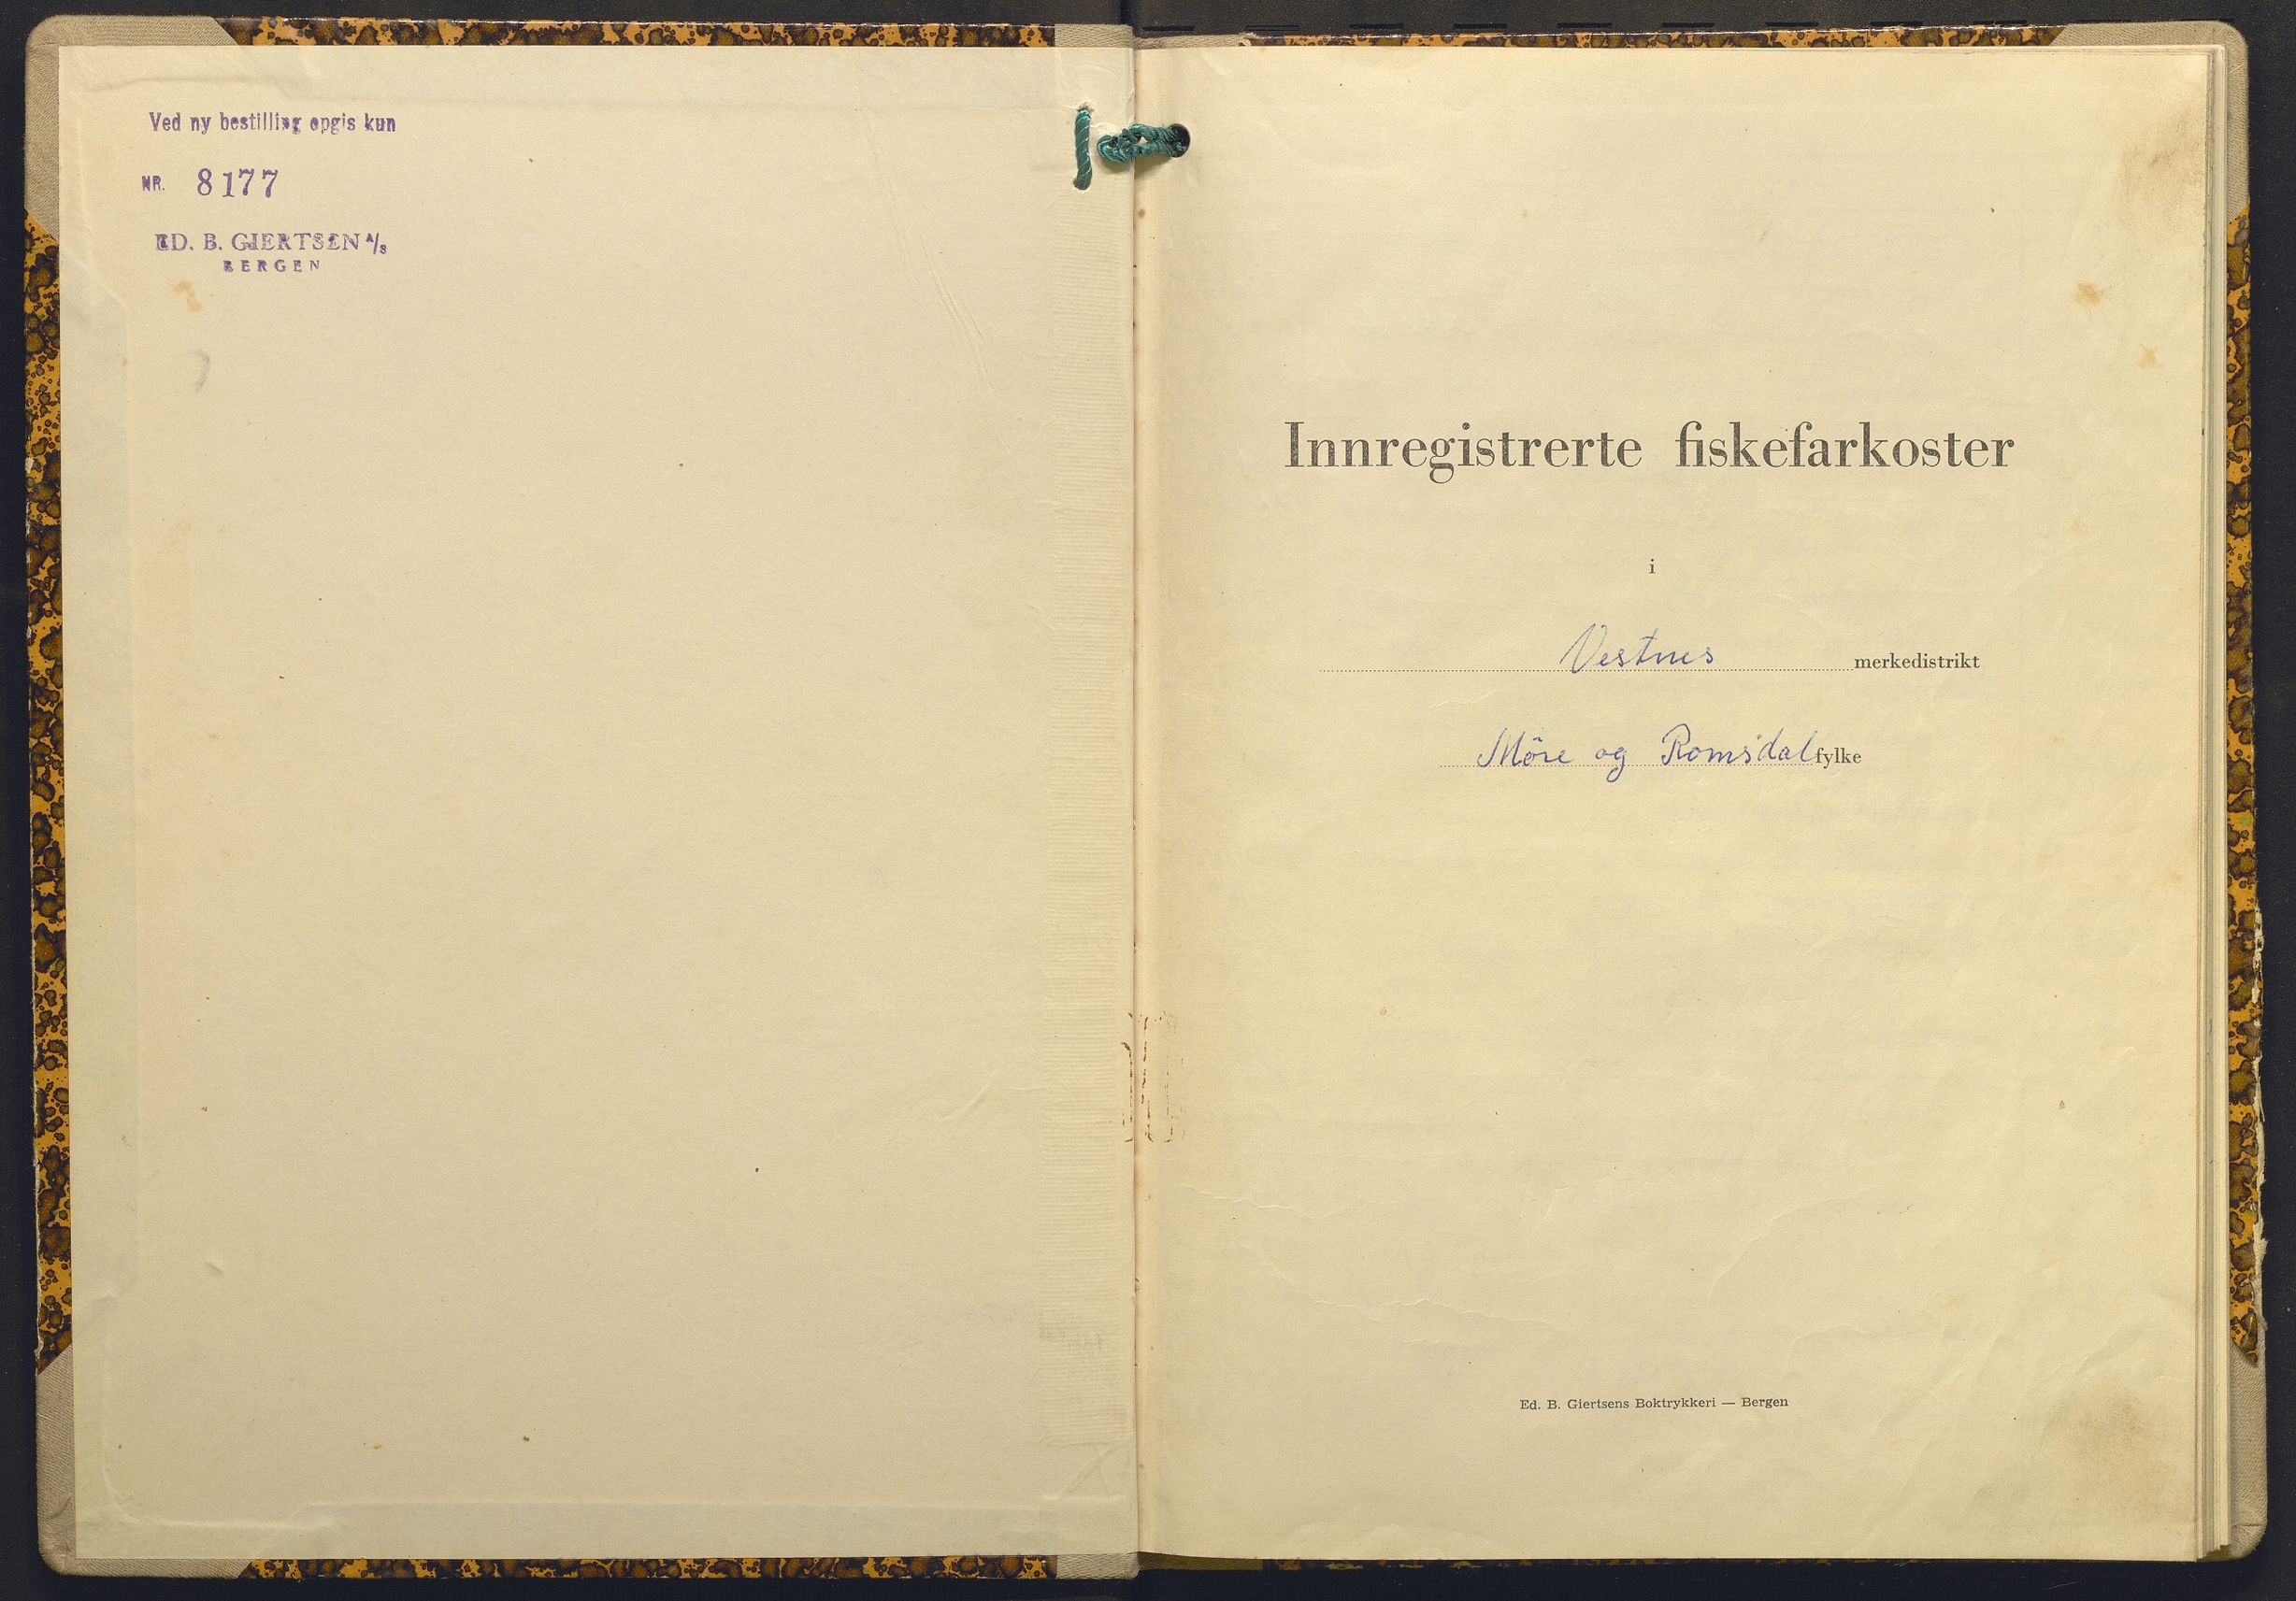 Ved ny bestilling opgis kun
NR. 8177
ED. B. GIERTSEN A/S
BERGEN
Innregistrerte fiskefarkoster
i
Vestnes merkedistrikt
Möre og Romsdal fylke
Ed. B. Giertsens Boktrykkeri — Bergen